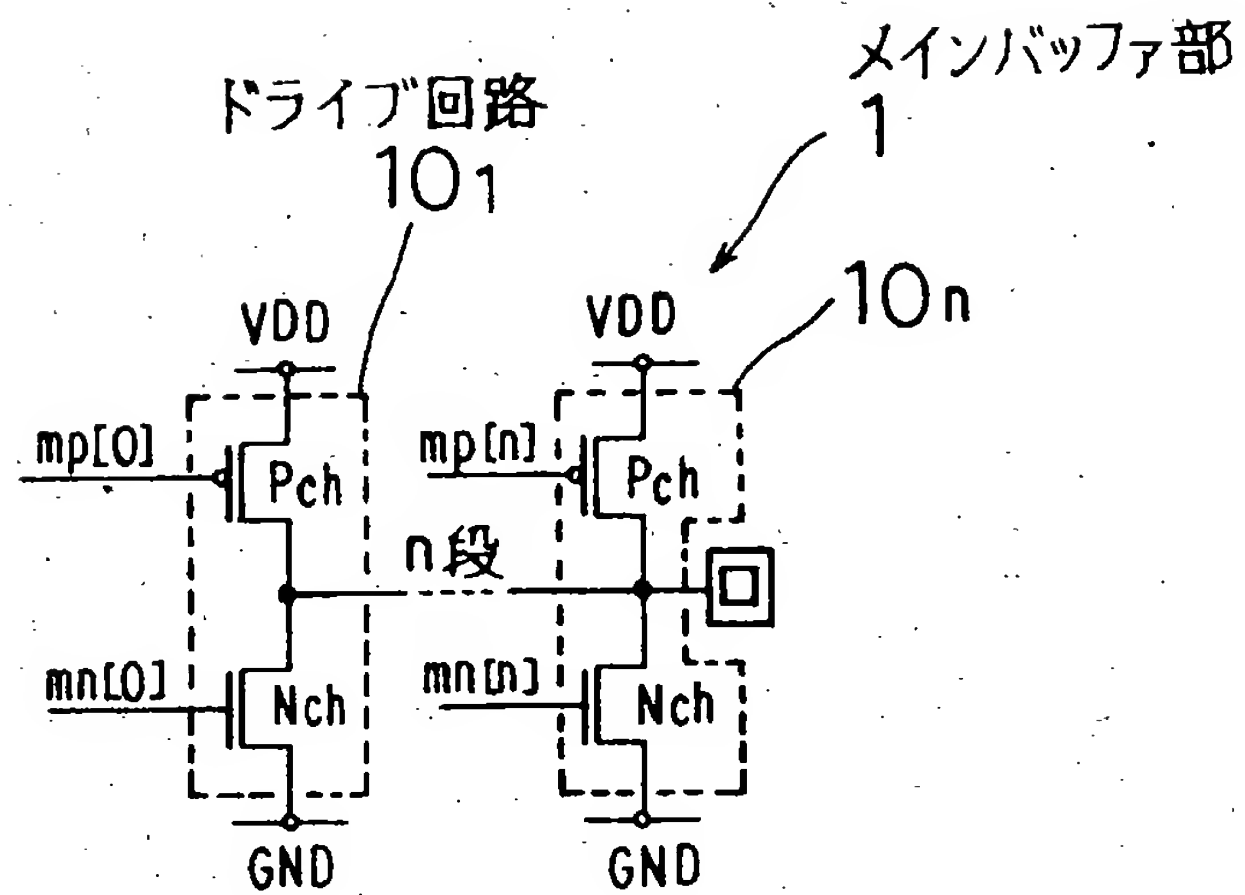 メインバッファ部
1
ドライブ回路
10₁
10n
VDD
VDD
mp[0]
Pch
mp[n]
Pch
n段
mn[0]
Nch
mn[n]
Nch
GND
GND